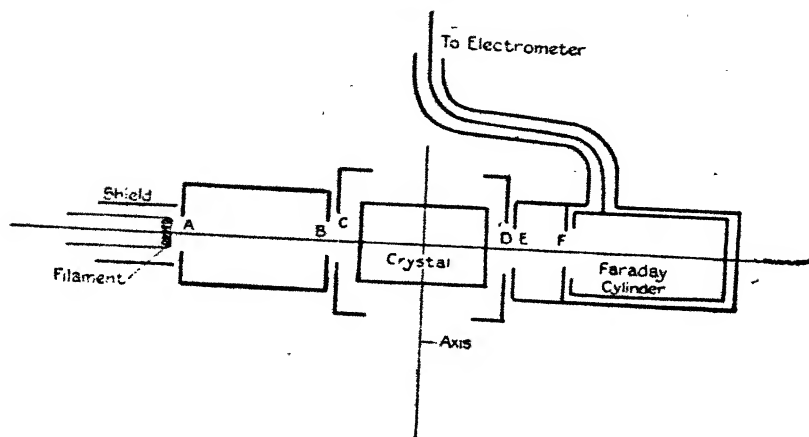 To Electrometer
Shield
A
B
C
D
E
F
Crystal
Faraday
Cylinder
Filament
Axis